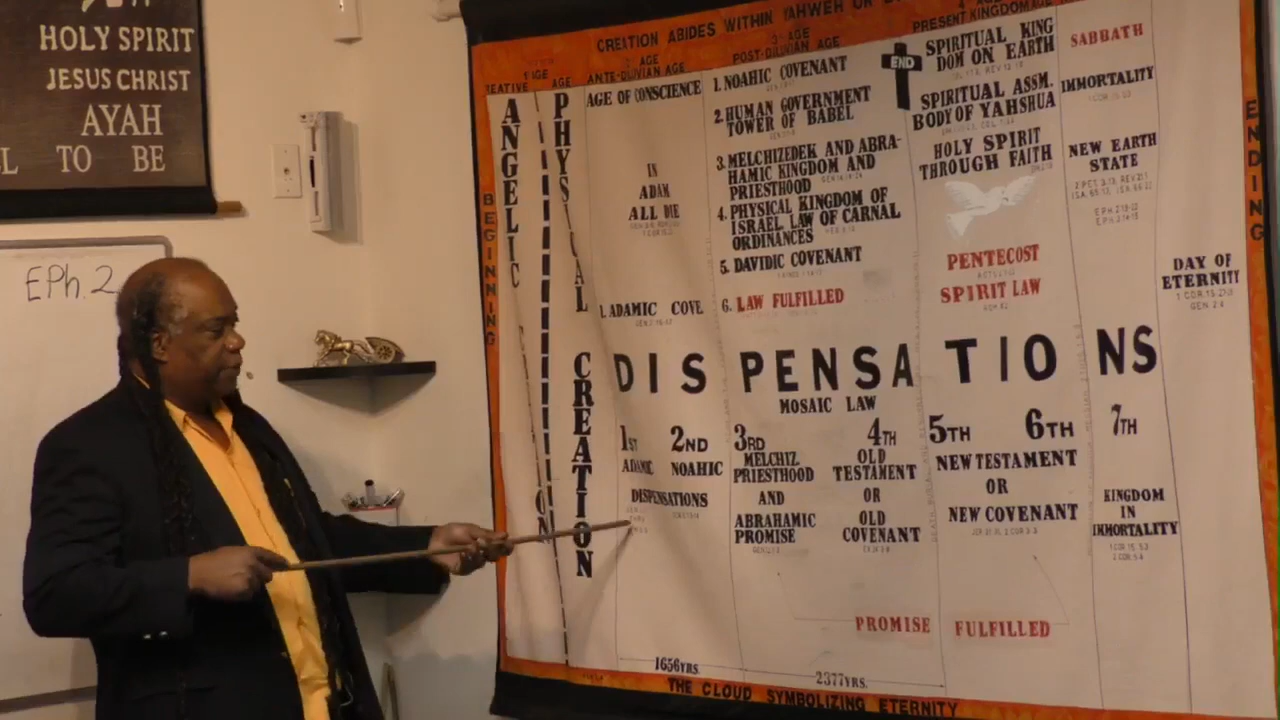 HOLY SPIRIT
JESUS CHRIST
AYAH
TO BE
EPh. 2
CREATION ABIDES WITHIN YAHWEH OR
PRESENT KINGDOM AGE
POST-DILUVIAN AGE
ANTE-DILUVIAN AGE
AGE
BEGINNING
ANGELIC
PHYSICAL CREATION
AGE OF CONSCIENCE
IN
ADAM
ALL DIE
1. ADAMIC COVE.
1. NOAHIC COVENANT
2. HUMAN GOVERNMENT
TOWER OF BABEL
3. MELCHIZEDEK AND ABRA-
HAMIC KINGDOM AND
PRIESTHOOD
4. PHYSICAL KINGDOM OF
ISRAEL, LAW OF CARNAL
ORDINANCES
5. DAVIDIC COVENANT
6. LAW FULFILLED
END
SPIRITUAL KING
DOM ON EARTH
SPIRITUAL ASSM.
BODY OF YAHSHUA
HOLY SPIRIT
THROUGH FAITH
PENTECOST
SPIRIT LAW
SABBATH
IMMORTALITY
NEW EARTH
STATE
DAY OF
ETERNITY
ENDING
DISPENSATIONS
MOSAIC LAW
1ST 2ND 3RD 4TH 5TH 6TH 7TH
ADAMIC NOAHIC
DISPENSATIONS
MELCHIZ
PRIESTHOOD
AND
ABRAHAMIC
PROMISE
OLD
TESTAMENT
OR
OLD
COVENANT
NEW TESTAMENT
OR
NEW COVENANT
KINGDOM
IN
IMMORTALITY
PROMISE FULFILLED
1656YRS.
2377YRS.
THE CLOUD SYMBOLIZING ETERNITY